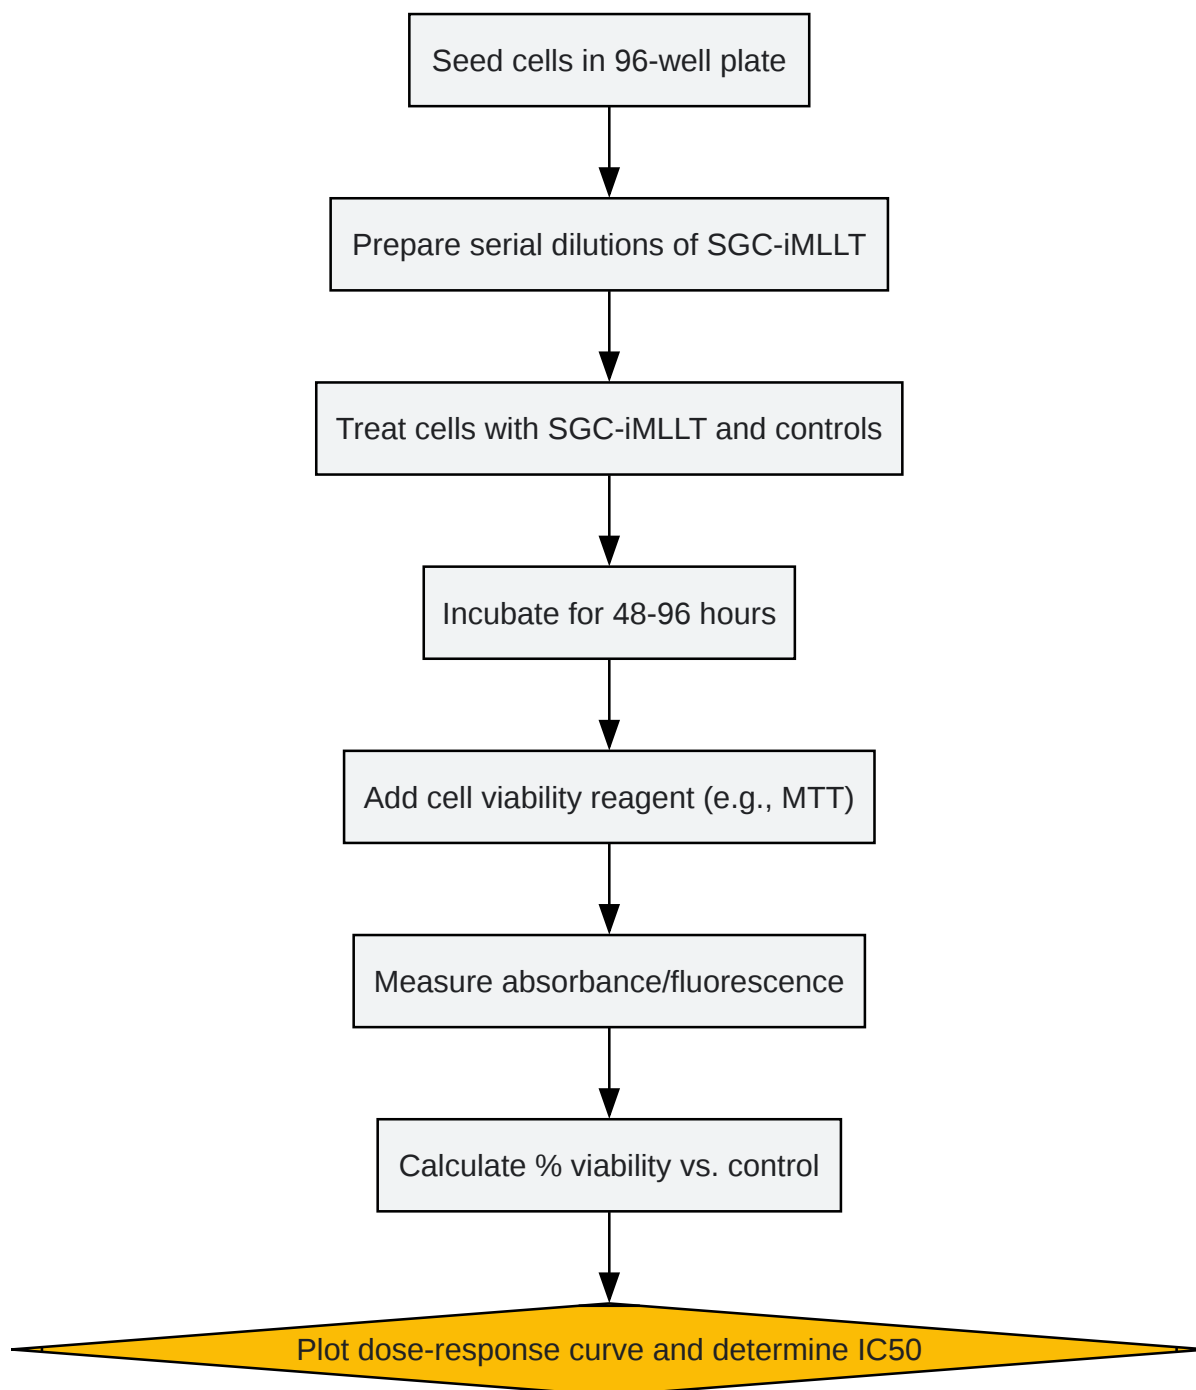 Seed cells in 96-well plate
Prepare serial dilutions of SGC-iMLLT
Treat cells with SGC-iMLLT and controls
Incubate for 48-96 hours
Add cell viability reagent (e.g., MTT)
Measure absorbance/fluorescence
Calculate % viability vs. control
Plot dose-response curve and determine IC50